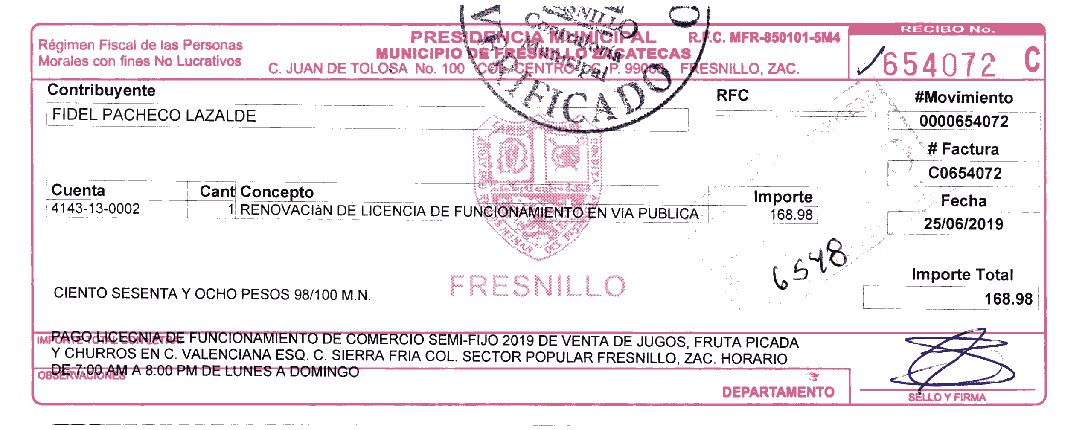 Régimen Fiscal de las Personas
Morales con fines No Lucrativos
PRESIDENCIA MUNICIPAL R.F.C. MFR-850101-5M4
MUNICIPIO DE FRESNILLO ZACATECAS
C. JUAN DE TOLOSA No. 100 COL. CENTRO C.P. FRESNILLO, ZAC.
RECIBO No.
654072 C
Contraloría
Municipal
VERIFICADO
Contribuyente
FIDEL PACHECO LAZALDE
RFC
#Movimiento
0000654072
# Factura
C0654072
Cuenta Cant Concepto Importe
4143-13-0002 1 RENOVACIàN DE LICENCIA DE FUNCIONAMIENTO EN VIA PUBLICA 168.98
Fecha
25/06/2019
6548
FRESNILLO
Importe Total
168.98
CIENTO SESENTA Y OCHO PESOS 98/100 M.N.
PAGO LICECNIA DE FUNCIONAMIENTO DE COMERCIO SEMI-FIJO 2019 DE VENTA DE JUGOS, FRUTA PICADA
Y CHURROS EN C. VALENCIANA ESQ. C. SIERRA FRIA COL. SECTOR POPULAR FRESNILLO, ZAC. HORARIO
DE 7:00 AM A 8:00 PM DE LUNES A DOMINGO
OBSERVACIONES
DEPARTAMENTO
SELLO Y FIRMA